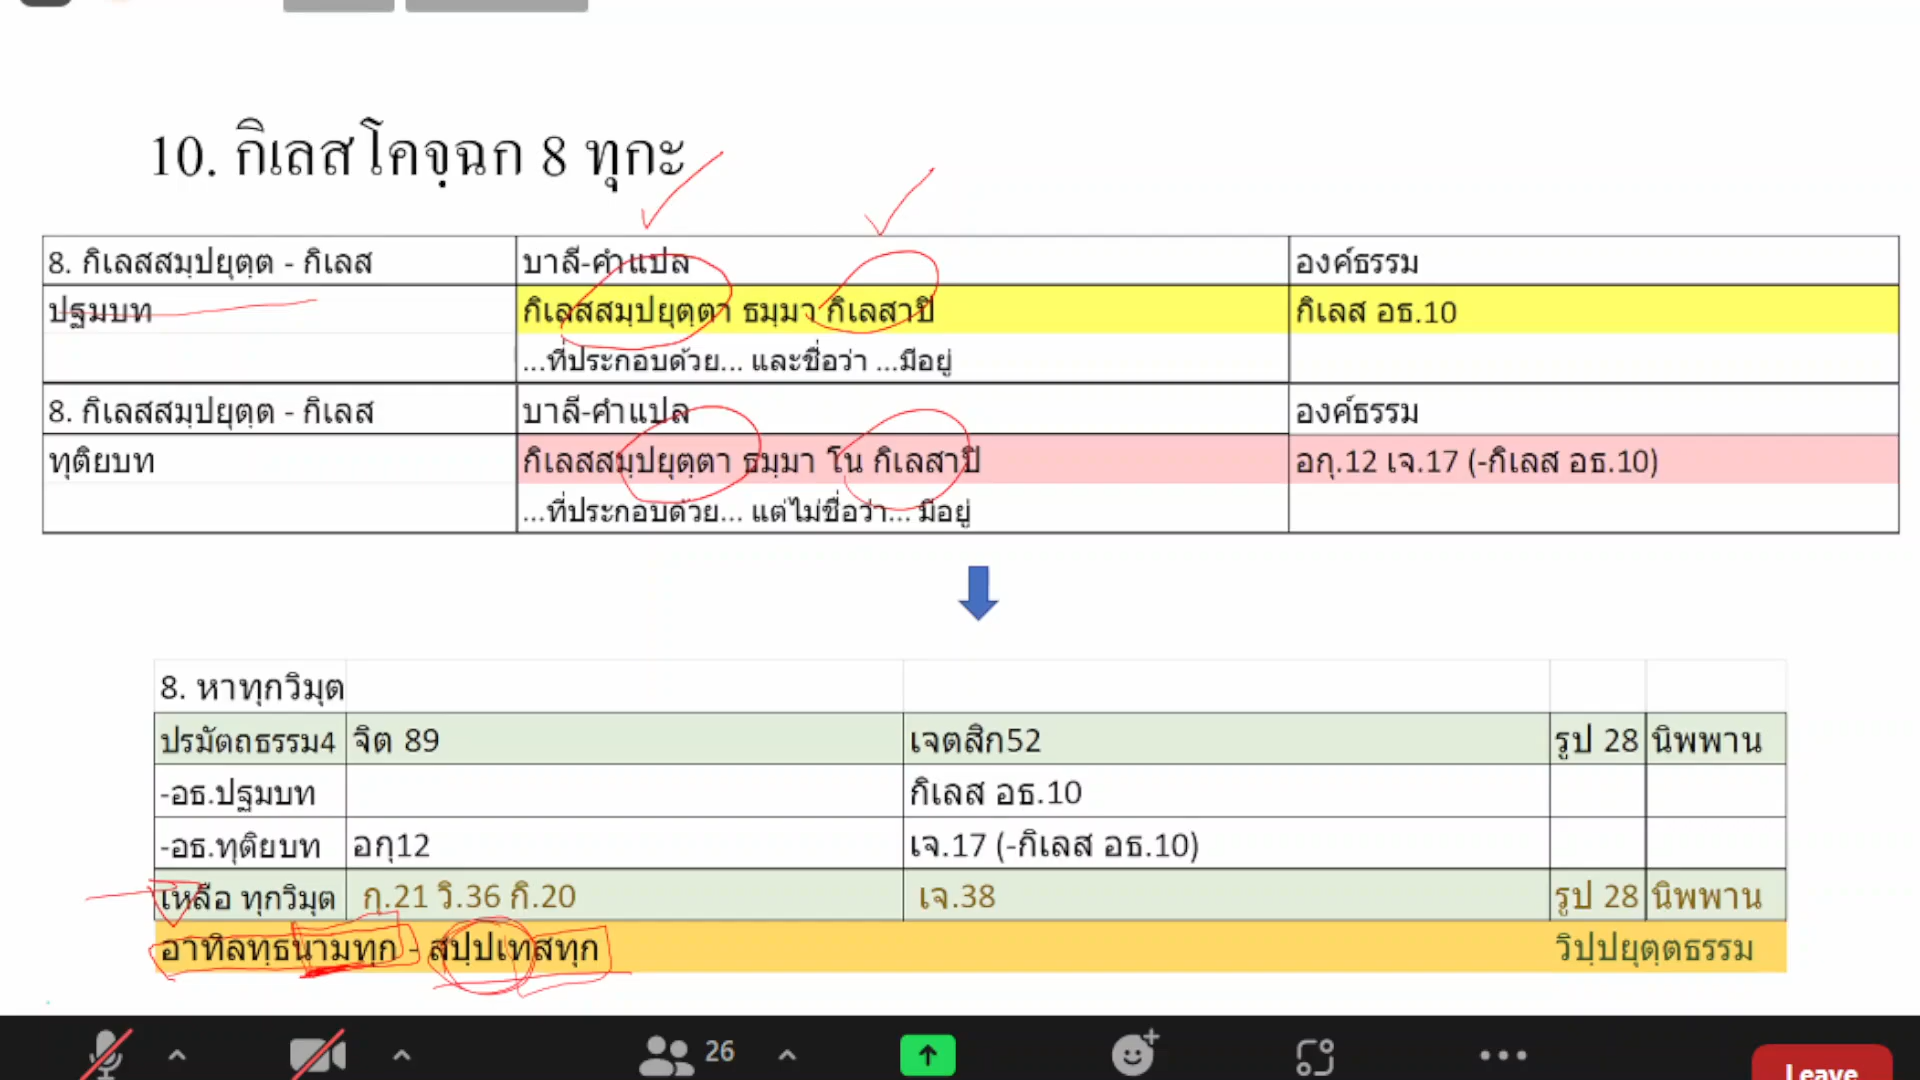 10. กิเลสโคจฺฉก 8 ทุกะ
8. กิเลสสมฺปยุตฺต - กิเลส บาลี-คำแปล องค์ธรรม
ปฐมบท กิเลสสมฺปยุตฺตา ธมฺมา กิเลสาปิ กิเลส อธ.10
...ที่ประกอบด้วย... และชื่อว่า ...มีอยู่
8. กิเลสสมฺปยุตฺต - กิเลส บาลี-คำแปล องค์ธรรม
ทุติยบท กิเลสสมฺปยุตฺตา ธมฺมา โน กิเลสาปิ อกุ.12 เจ.17 (-กิเลส อธ.10)
...ที่ประกอบด้วย... แต่ไม่ชื่อว่า... มีอยู่
8. หาทุกวิมุต
ปรมัตถธรรม4 จิต 89 เจตสิก52 รูป 28 นิพพาน
-อธ.ปฐมบท กิเลส อธ.10
-อธ.ทุติยบท อกุ12 เจ.17 (-กิเลส อธ.10)
เหลือ ทุกวิมุต กุ.21 วิ.36 กิ.20 เจ.38 รูป 28 นิพพาน
อาทิลทฺธนามทุก - สปฺปเทสทุก วิปฺปยุตฺตธรรม
26
Leave